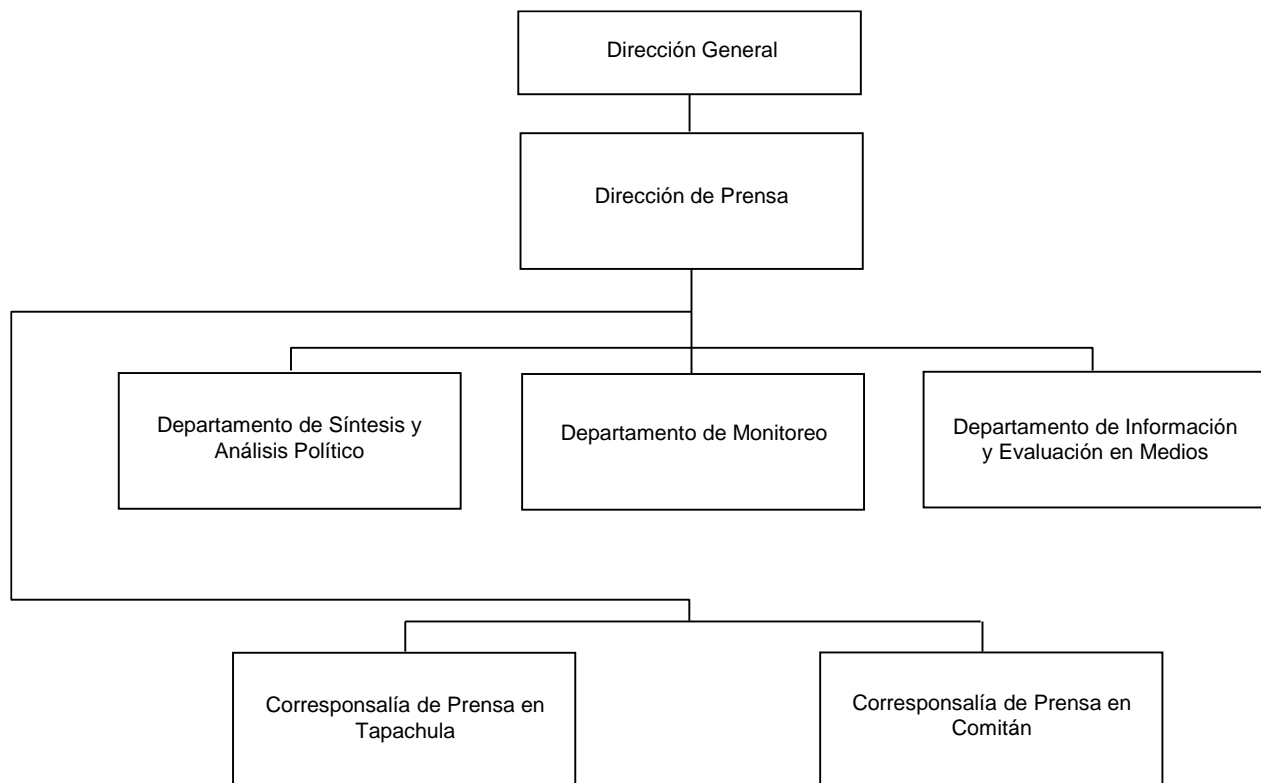 Dirección General
Dirección de Prensa
Departamento de Síntesis y
Análisis Político
Departamento de Monitoreo
Departamento de Información
y Evaluación en Medios
Corresponsalía de Prensa en
Tapachula
Corresponsalía de Prensa en
Comitán